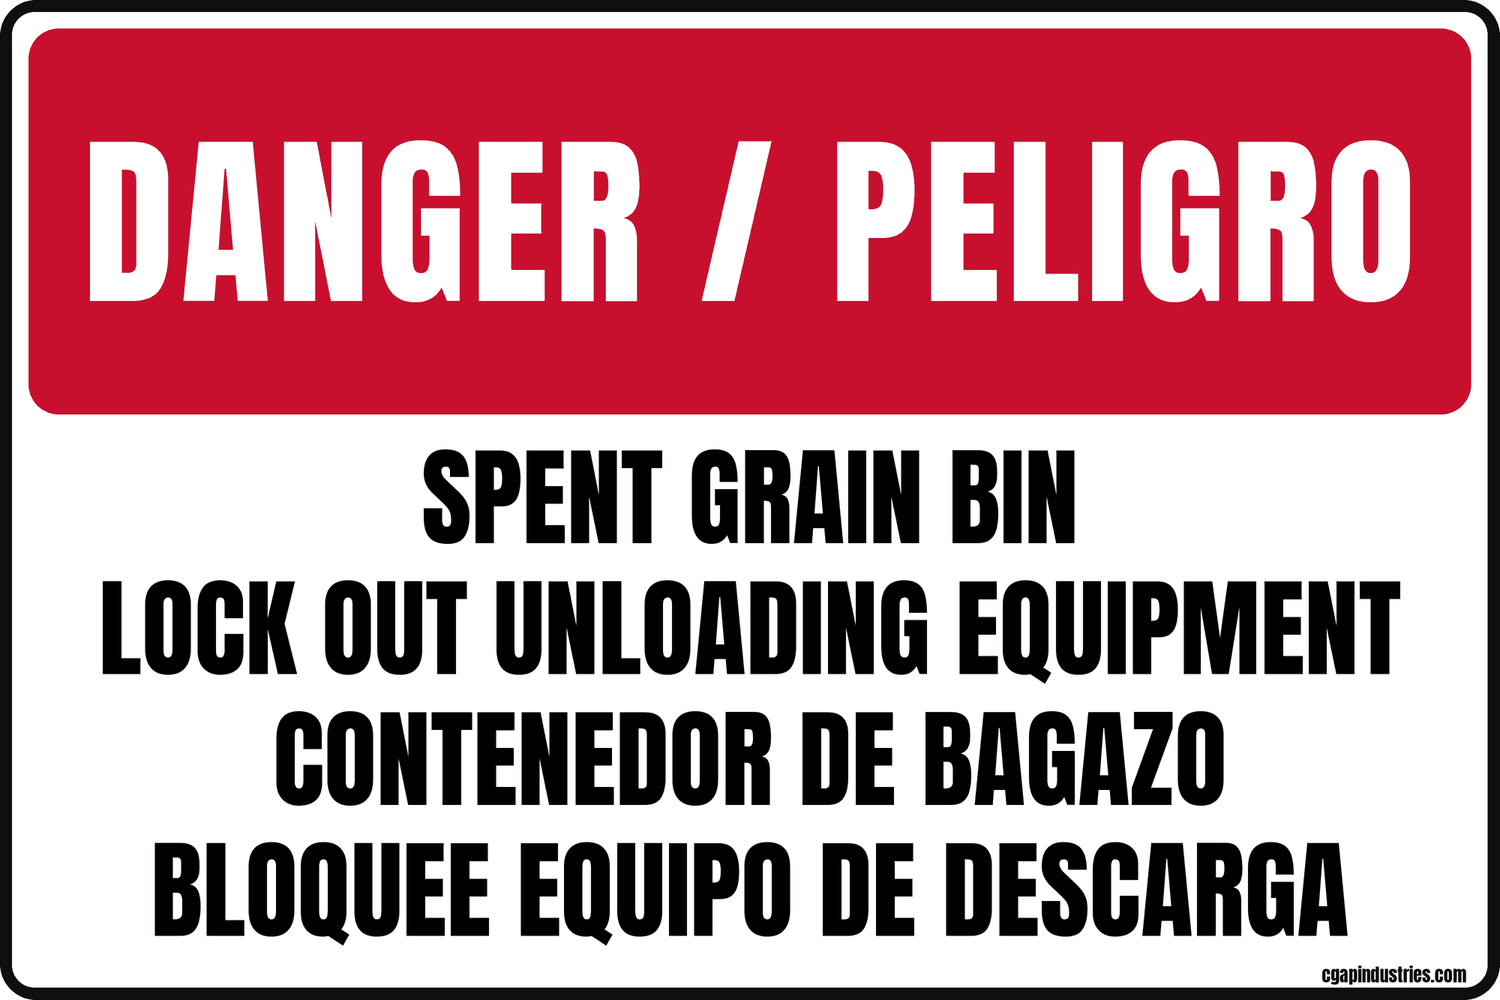 DANGER / PELIGRO
SPENT GRAIN BIN
LOCK OUT UNLOADING EQUIPMENT
CONTENEDOR DE BAGAZO
BLOQUEE EQUIPO DE DESCARGA
cgapindustries.com